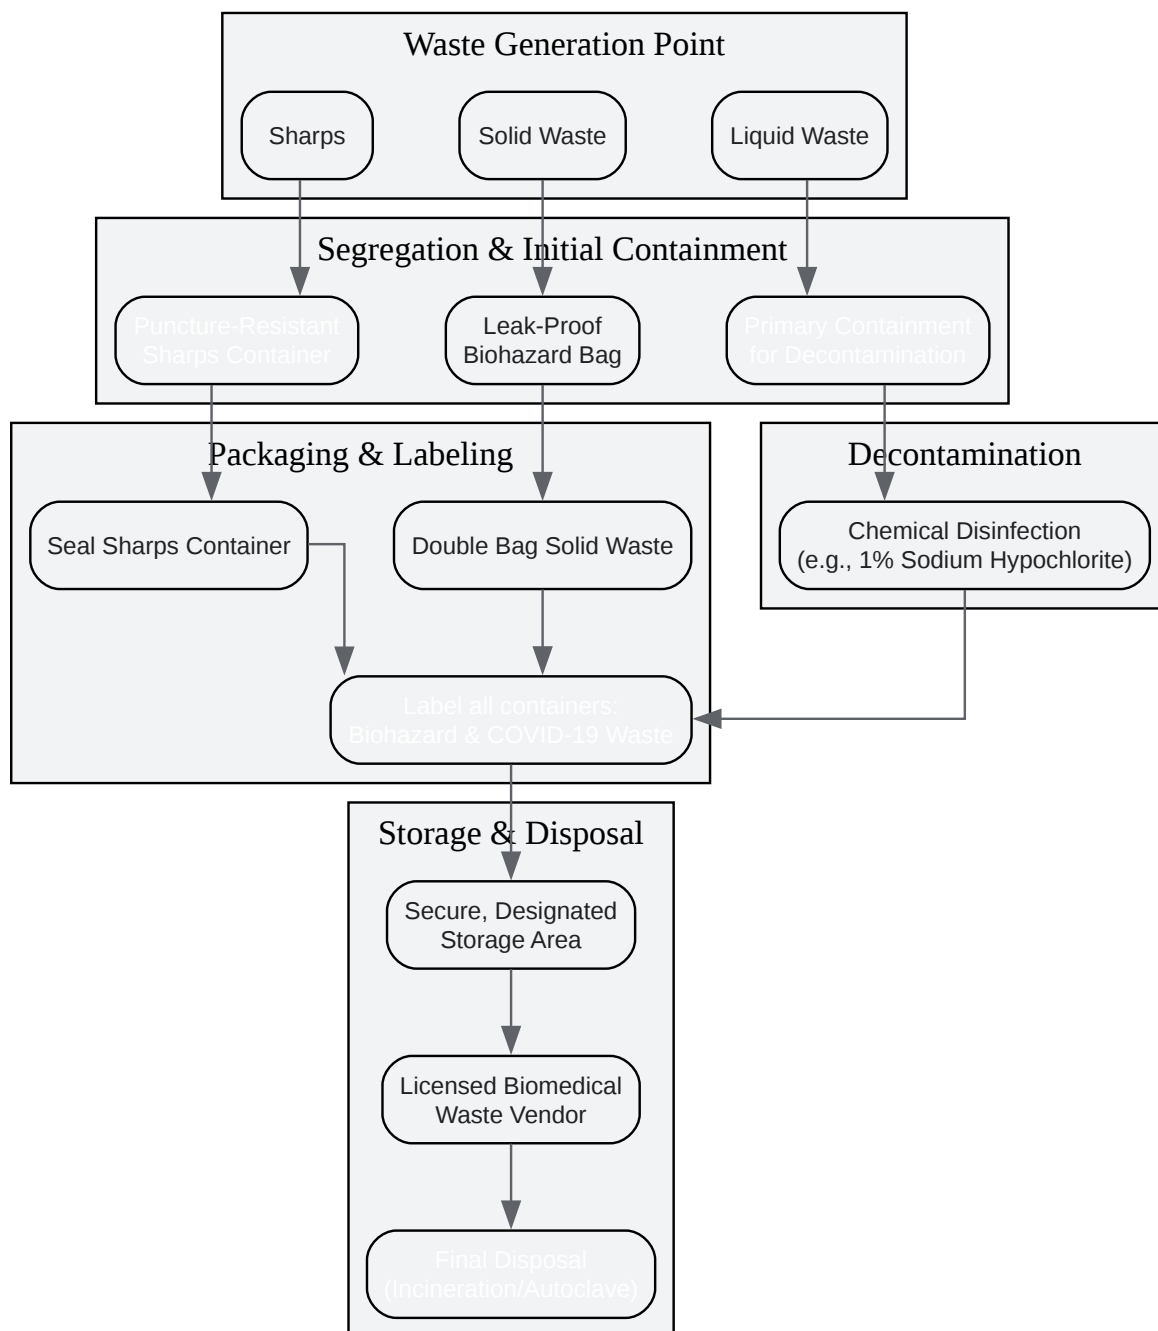 Waste Generation Point
Sharps
Solid Waste
Liquid Waste
Segregation & Initial Containment
Puncture-Resistant
Sharps Container
Leak-Proof
Biohazard Bag
Primary Containment
for Decontamination
Packaging & Labeling
Decontamination
Seal Sharps Container
Double Bag Solid Waste
Chemical Disinfection
(e.g., 1% Sodium Hypochlorite)
Label all containers:
Biohazard & COVID-19 Waste
Storage & Disposal
Secure, Designated
Storage Area
Licensed Biomedical
Waste Vendor
Final Disposal
(Incineration/Autoclave)